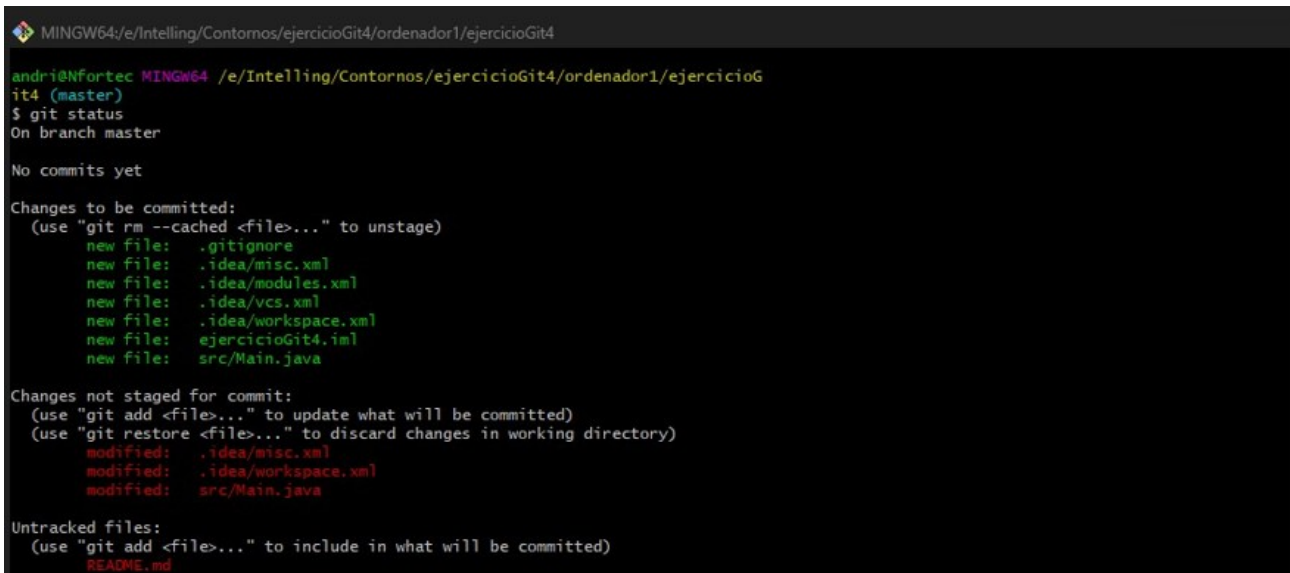 MINGW64:/e/Intelling/Contornos/ejercicioGit4/ordenador1/ejercicioGit4
andri@Nfortec MINGW64 /e/Intelling/Contornos/ejercicioGit4/ordenador1/ejercicioG
it4 (master)
$ git status
On branch master
No commits yet
Changes to be committed:
(use "git rm --cached <file>..." to unstage)
new file: .gitignore
new file: .idea/misc.xml
new file: .idea/modules.xml
new file: .idea/vcs.xml
new file: .idea/workspace.xml
new file: ejercicioGit4.iml
new file: src/Main.java
Changes not staged for commit:
(use "git add <file>..." to update what will be committed)
(use "git restore <file>..." to discard changes in working directory)
modified: .idea/misc.xml
modified: .idea/workspace.xml
modified: src/Main.java
Untracked files:
(use "git add <file>..." to include in what will be committed)
README.md